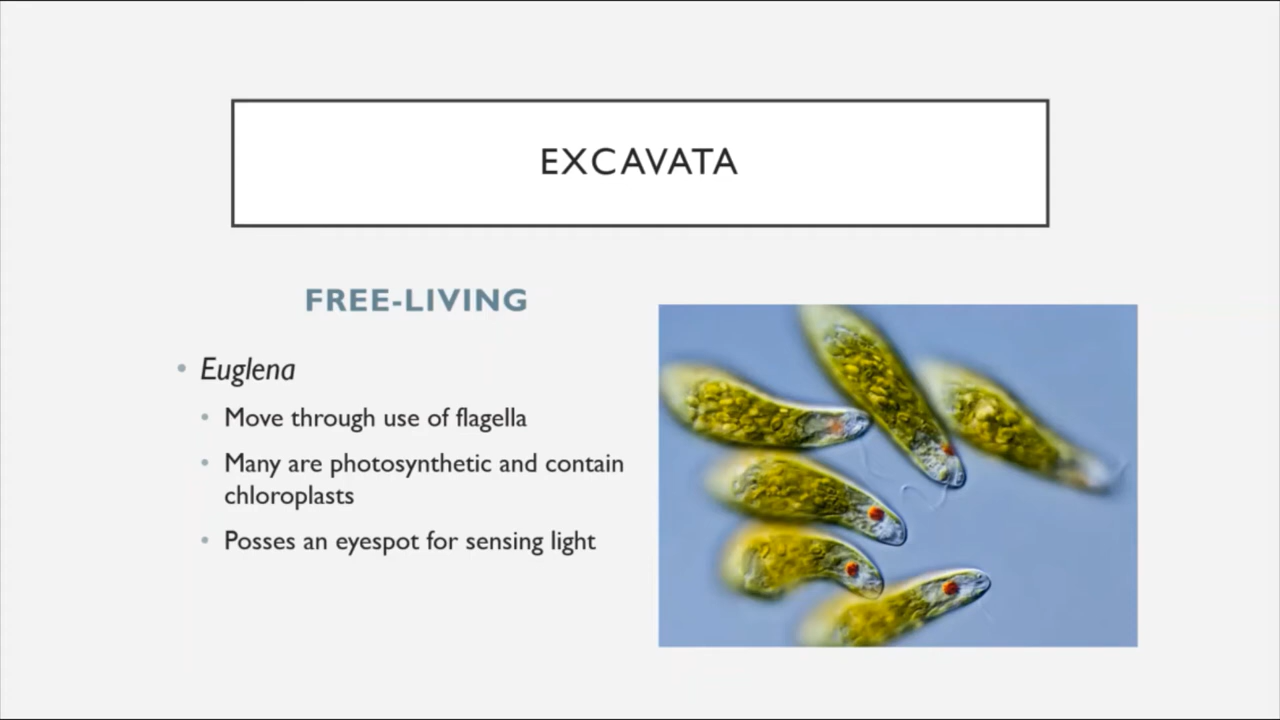 EXCAVATA
FREE-LIVING
• Euglena
• Move through use of flagella
• Many are photosynthetic and contain
chloroplasts
• Posses an eyespot for sensing light